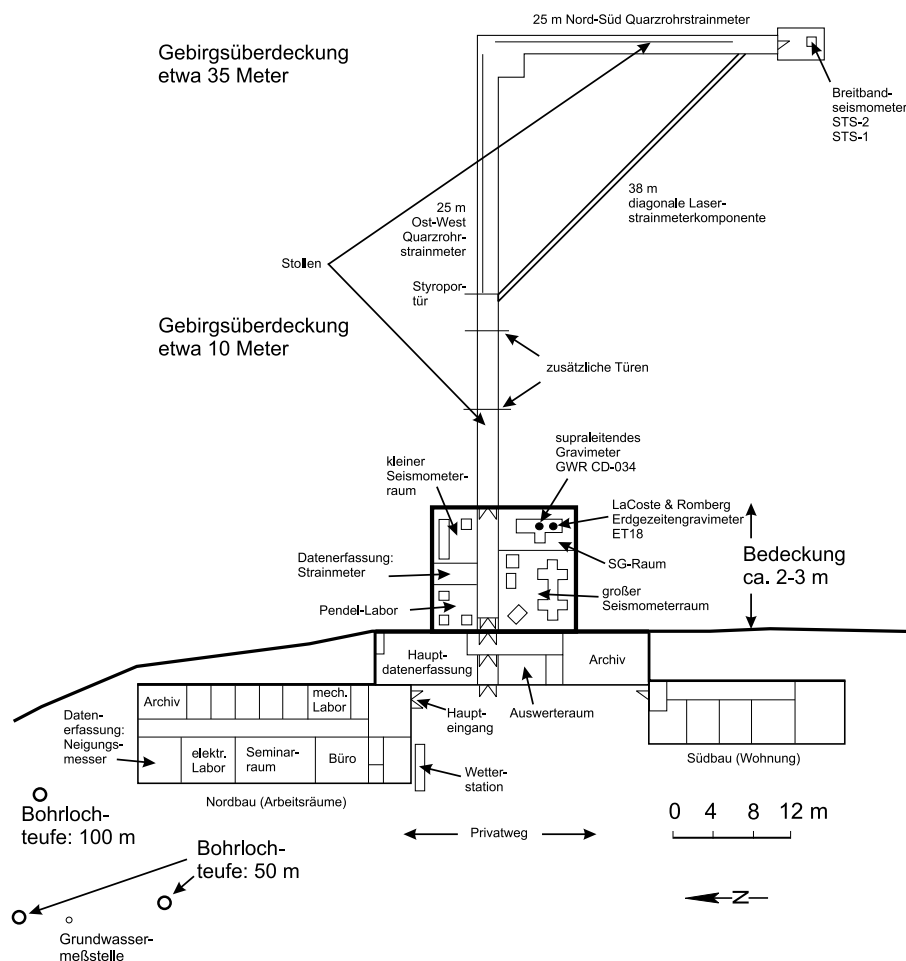 25 m Nord-Süd Quarzrohrstrainmeter
Gebirgsüberdeckung
etwa 35 Meter
Breitband-
seismometer
STS-2
STS-1
38 m
diagonale Laser-
strainmeterkomponente
25 m
Ost-West
Quarzrohr-
strainmeter
Stollen
Styropor-
tür
Gebirgsüberdeckung
etwa 10 Meter
zusätzliche Türen
supraleitendes
Gravimeter
GWR CD-034
kleiner
Seismometer-
raum
LaCoste & Romberg
Erdgezeitengravimeter
ET18
Bedeckung
ca. 2-3 m
Datenerfassung:
Strainmeter
SG-Raum
Pendel-Labor
großer
Seismometerraum
Haupt-
datenerfassung
Archiv
Archiv
mech.
Labor
Haupt-
eingang
Auswerteraum
Daten-
erfassung:
Neigungs-
messer
elektr.
Labor
Seminar-
raum
Büro
Südbau (Wohnung)
Wetter-
station
Nordbau (Arbeitsräume)
Bohrloch-
teufe: 100 m
0 4 8 12 m
Privatweg
Bohrloch-
teufe: 50 m
N
Grundwasser-
meßstelle